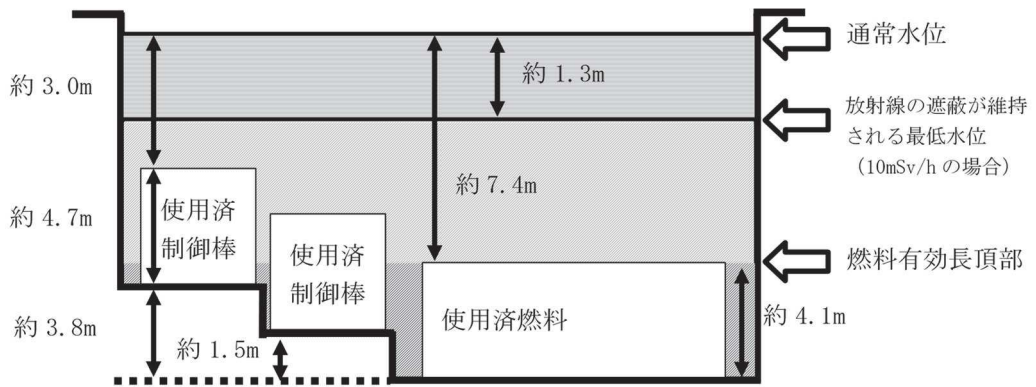 通常水位
約 3.0m
約 1.3m
放射線の遮蔽が維持
される最低水位
（10mSv/h の場合）
約 7.4m
約 4.7m
使用済
制御棒
使用済
制御棒
燃料有効長頂部
約 3.8m
約 1.5m
使用済燃料
約 4.1m